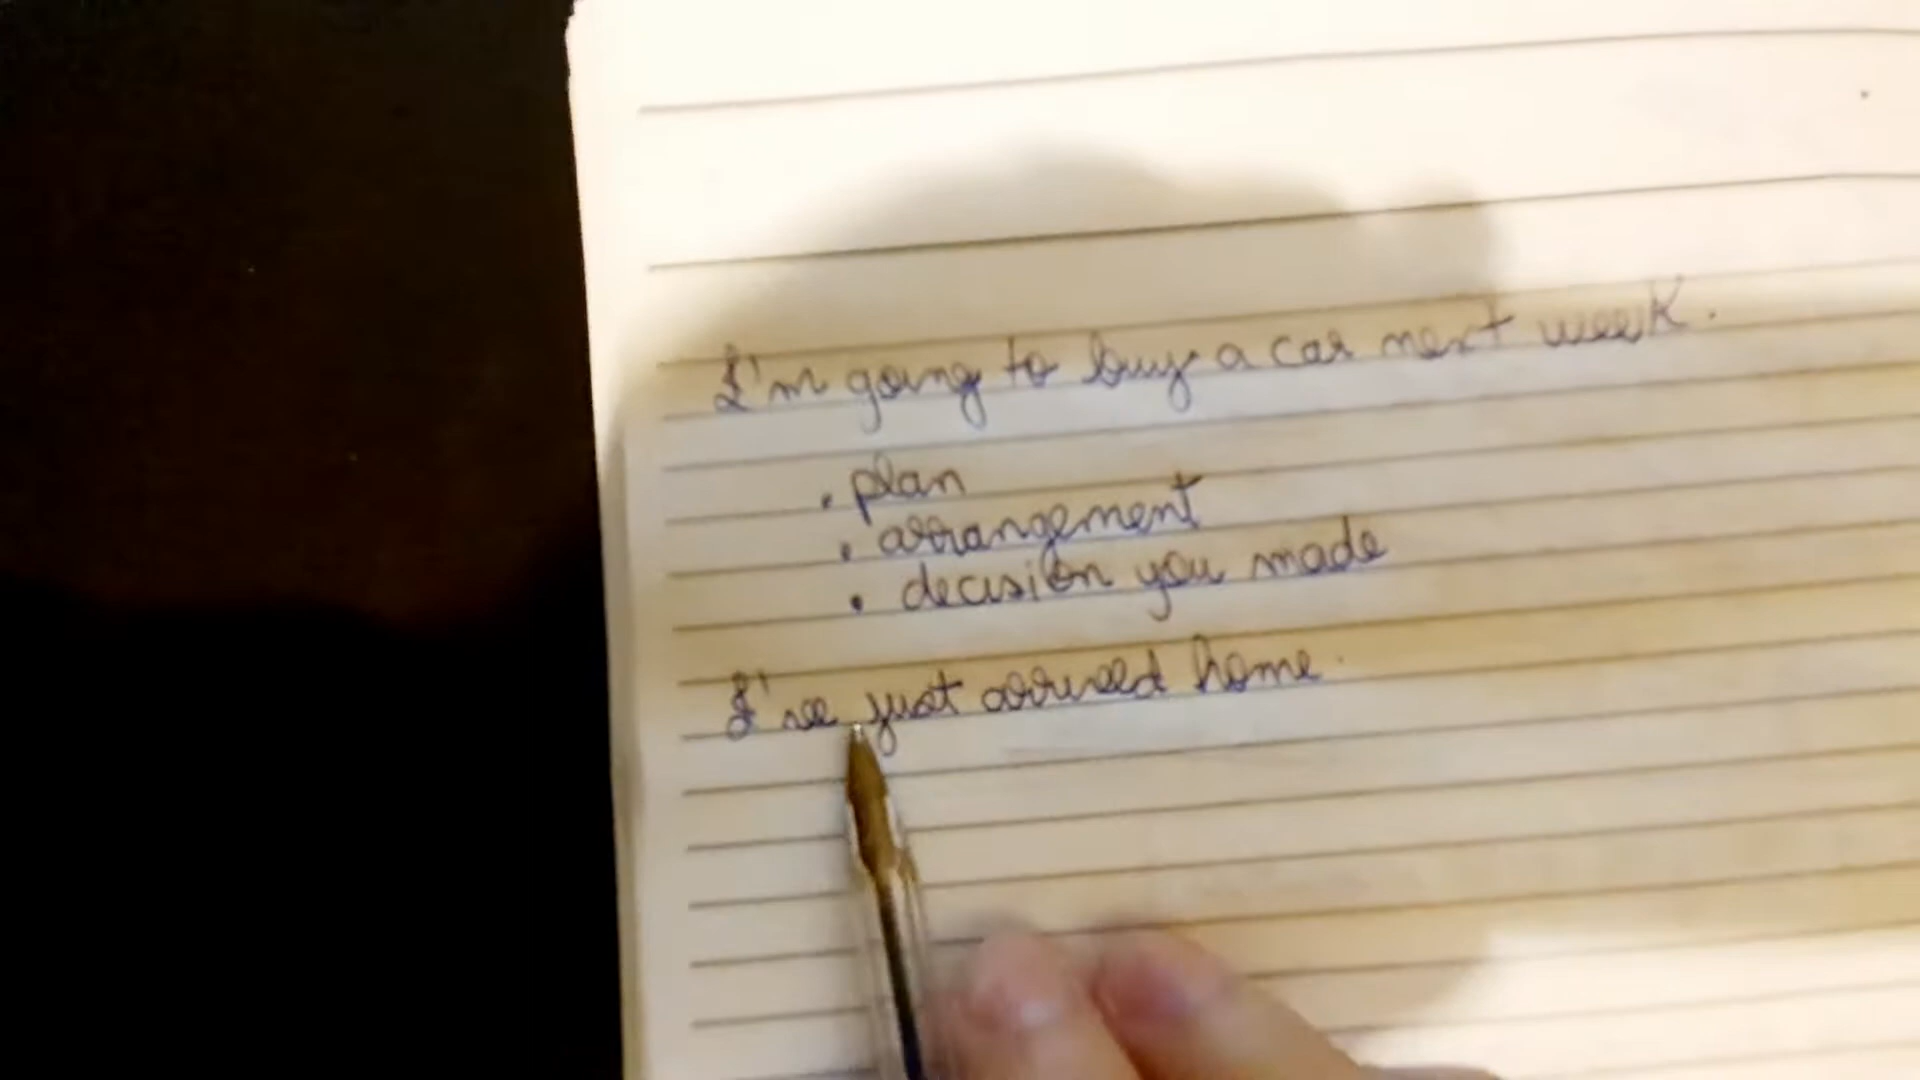 I'm going to buy a car next week.
. plan
. arrangement
. decision you made
I've just arrived home.